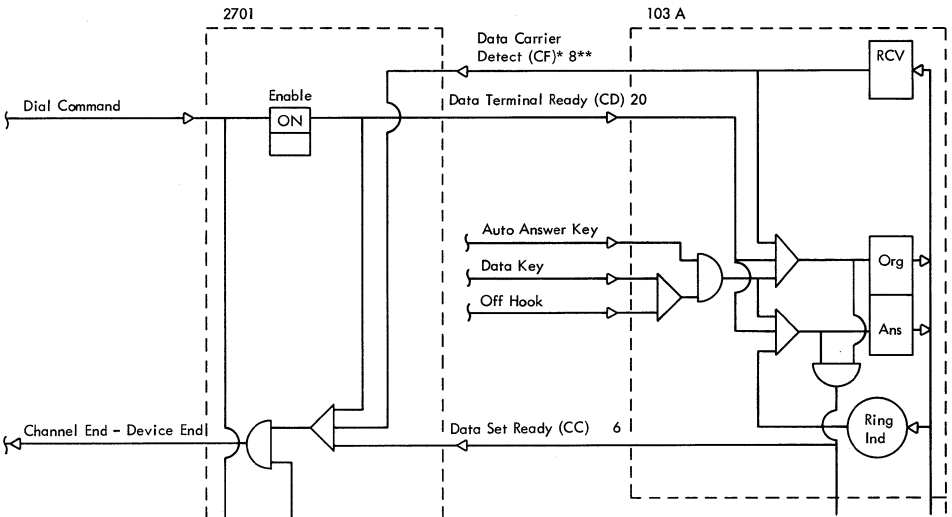 2701
103 A
Data Carrier
Detect (CF)* 8**
RCV
Enable
Dial Command
ON
Data Terminal Ready (CD) 20
Auto Answer Key
Data Key
Off Hook
Org
Ans
Channel End - Device End
Data Set Ready (CC) 6
Ring
Ind